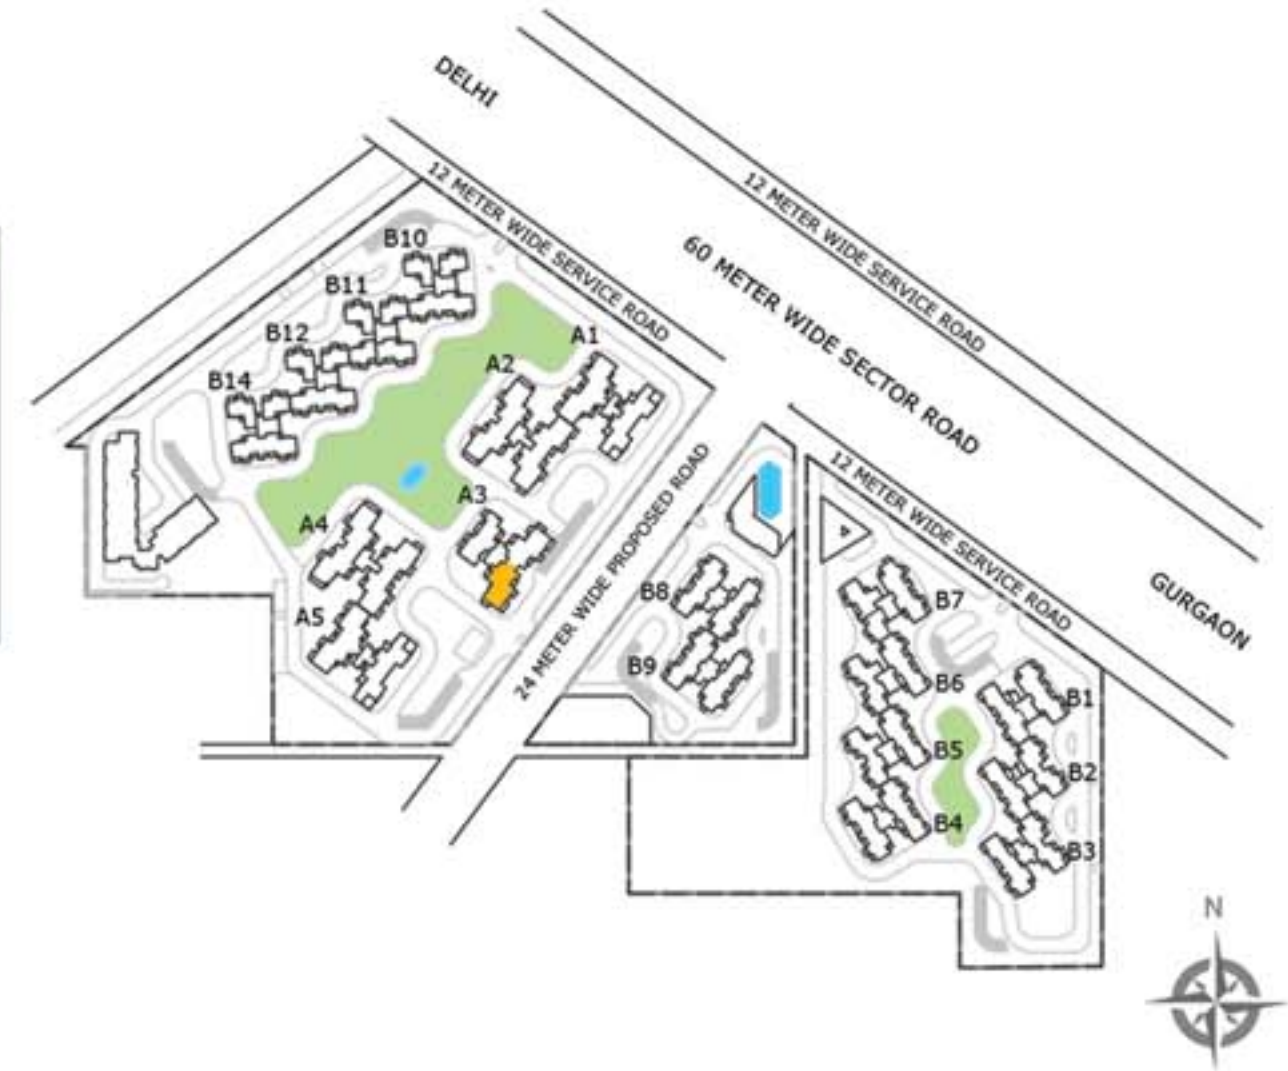 DELHI
12 METER WIDE SERVICE ROAD
12 METER WIDE SERVICE ROAD
60 METER WIDE SECTOR ROAD
B10
B11
B12
B14
A1
A2
A3
A4
A5
24 METER WIDE PROPOSED ROAD
12 METER WIDE SERVICE ROAD
GURGAON
B8
B9
B7
B6
B5
B4
B1
B2
B3
N